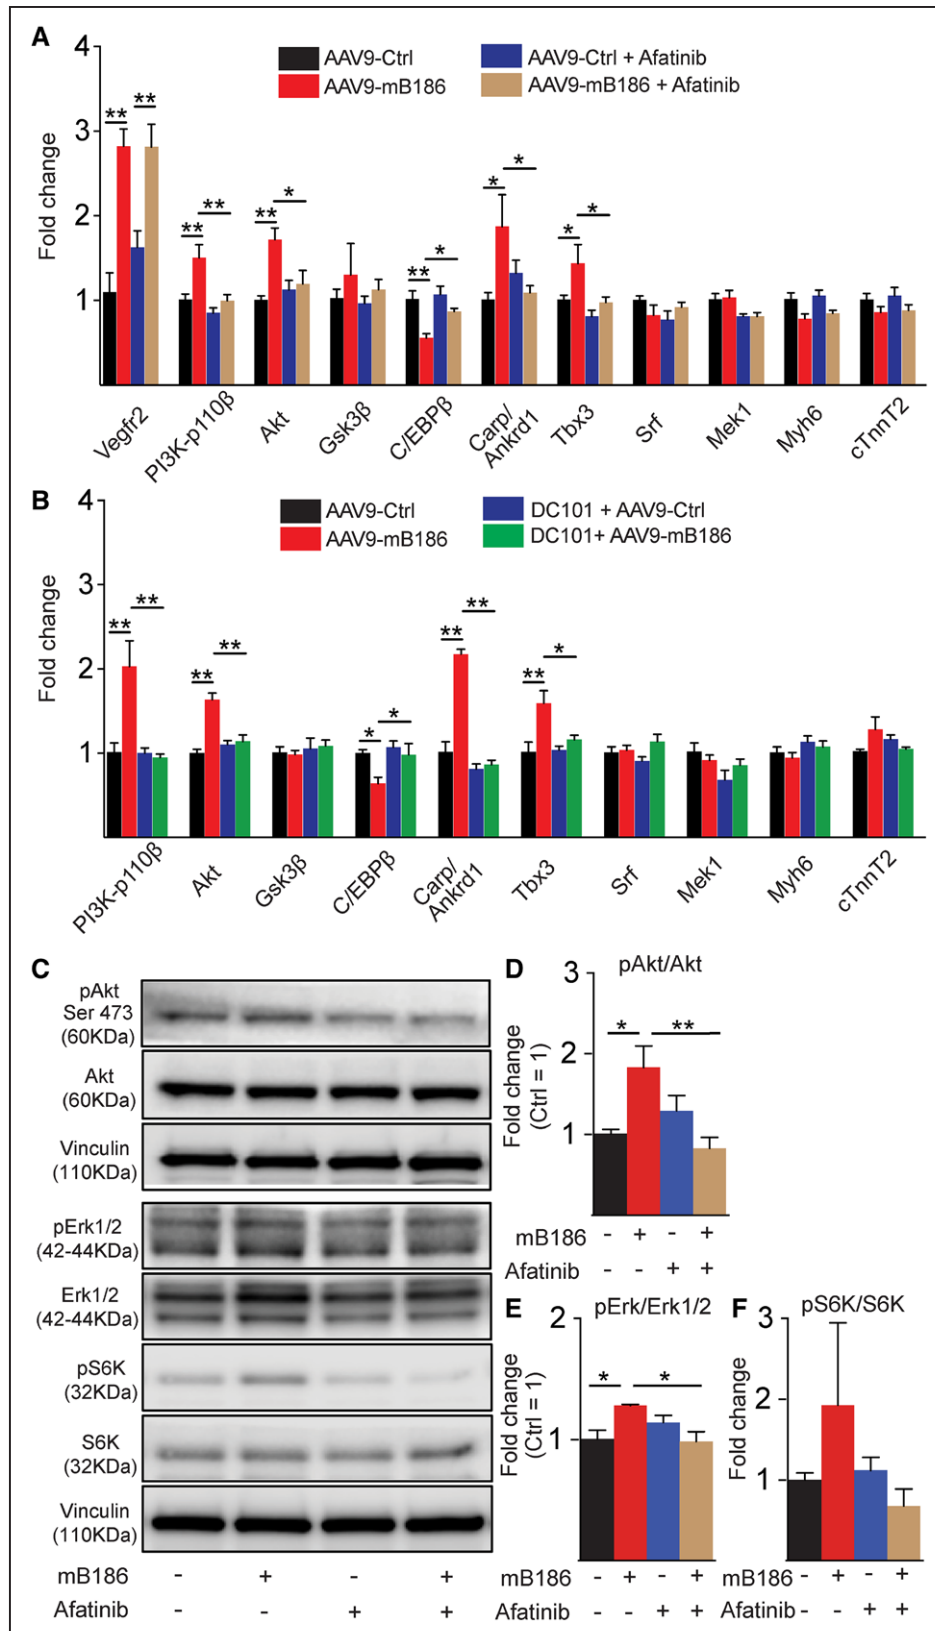 A
AAV9-Ctrl
AAV9-mB186
AAV9-Ctrl + Afatinib
AAV9-mB186 + Afatinib
Fold change
4
3
2
1
** **
** **
** *
** *
* *
* *
Vegfr2
PI3K-p110β
Akt
Gsk3β
C/EBPβ
Carp/
Ankrd1
Tbx3
Srf
Mek1
Myh6
cTnnT2
B
AAV9-Ctrl
AAV9-mB186
DC101 + AAV9-Ctrl
DC101+ AAV9-mB186
Fold change
4
3
2
1
** **
** **
* *
** **
** *
PI3K-p110β
Akt
Gsk3β
C/EBPβ
Carp/
Ankrd1
Tbx3
Srf
Mek1
Myh6
cTnnT2
C
pAkt
Ser 473
(60KDa)
Akt
(60KDa)
Vinculin
(110KDa)
pErk1/2
(42-44KDa)
Erk1/2
(42-44KDa)
pS6K
(32KDa)
S6K
(32KDa)
Vinculin
(110KDa)
mB186 - + - +
Afatinib - - + +
D
pAkt/Akt
Fold change
(Ctrl = 1)
3
2
1
* **
mB186 - + - +
Afatinib - - + +
E
pErk/Erk1/2
Fold change
(Ctrl = 1)
2
1
* *
mB186 - + - +
Afatinib - - + +
F
pS6K/S6K
Fold change
3
2
1
mB186 - + - +
Afatinib - - + +